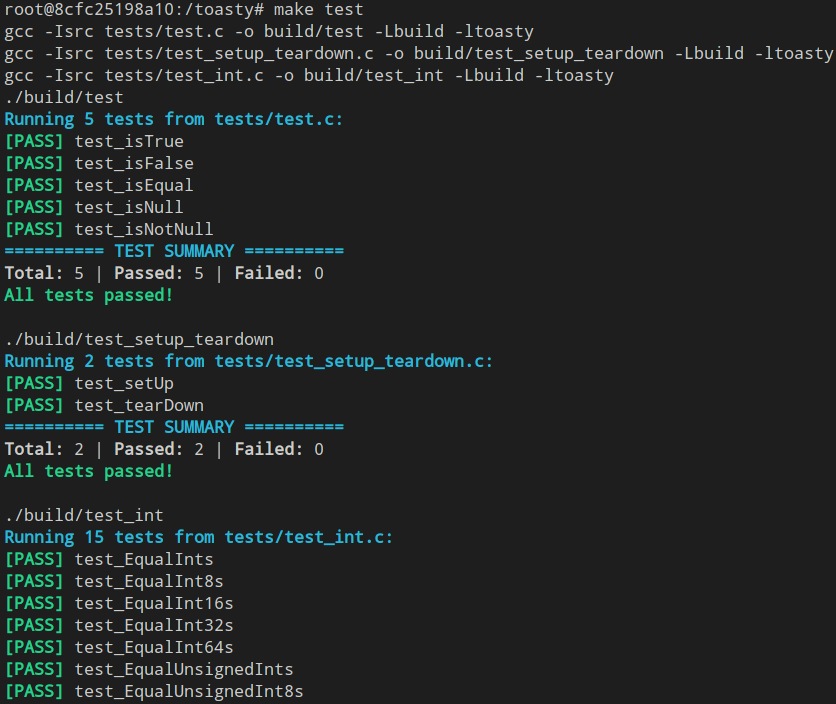 root@8cfc25198a10:/toasty# make test
gcc -Isrc tests/test.c -o build/test -Lbuild -ltoasty
gcc -Isrc tests/test_setup_teardown.c -o build/test_setup_teardown -Lbuild -ltoasty
gcc -Isrc tests/test_int.c -o build/test_int -Lbuild -ltoasty
./build/test
Running 5 tests from tests/test.c:
[PASS] test_isTrue
[PASS] test_isFalse
[PASS] test_isEqual
[PASS] test_isNull
[PASS] test_isNotNull
========== TEST SUMMARY ==========
Total: 5 | Passed: 5 | Failed: 0
All tests passed!

./build/test_setup_teardown
Running 2 tests from tests/test_setup_teardown.c:
[PASS] test_setUp
[PASS] test_tearDown
========== TEST SUMMARY ==========
Total: 2 | Passed: 2 | Failed: 0
All tests passed!

./build/test_int
Running 15 tests from tests/test_int.c:
[PASS] test_EqualInts
[PASS] test_EqualInt8s
[PASS] test_EqualInt16s
[PASS] test_EqualInt32s
[PASS] test_EqualInt64s
[PASS] test_EqualUnsignedInts
[PASS] test_EqualUnsignedInt8s